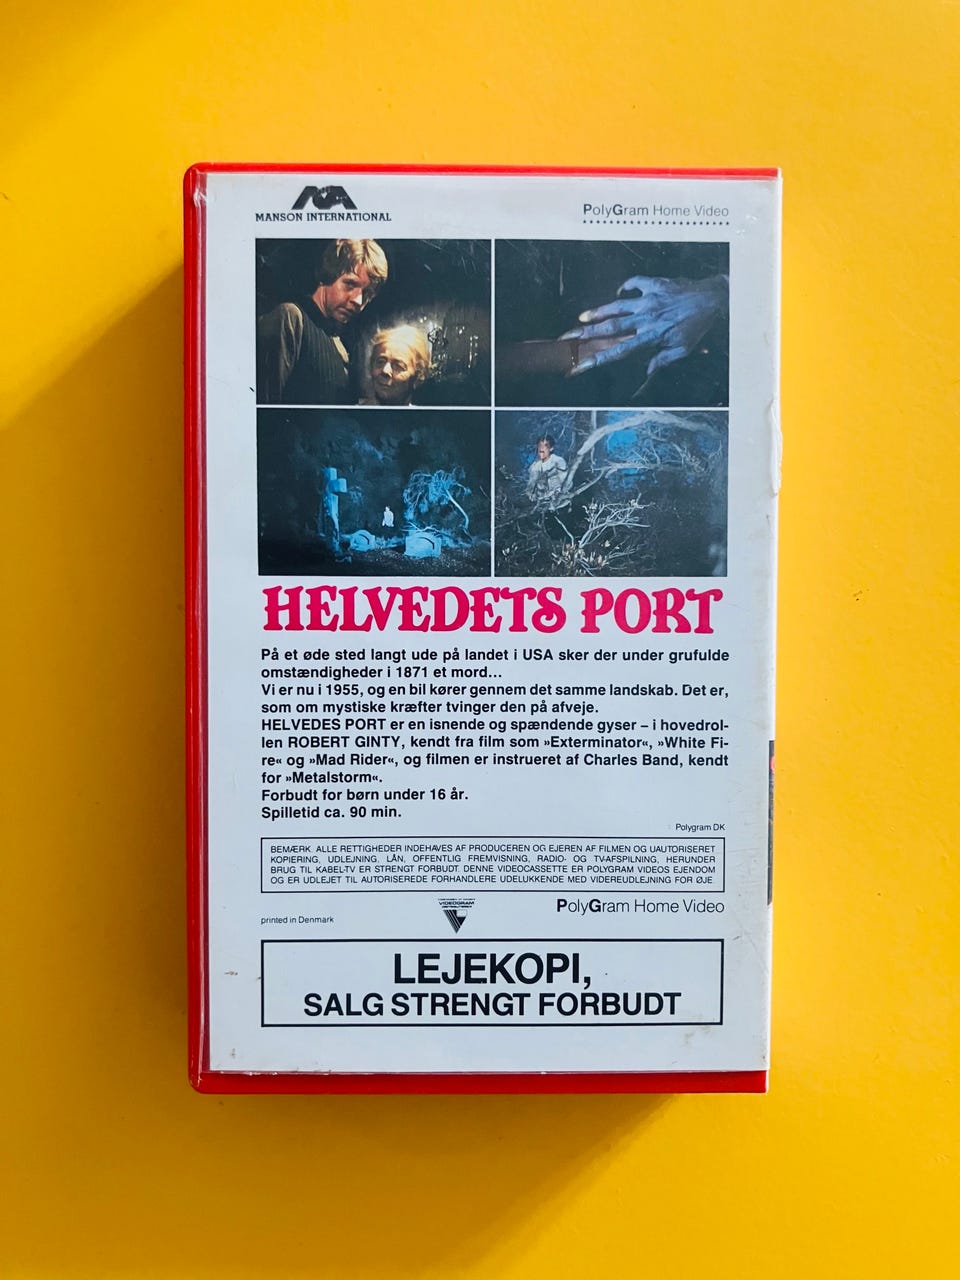 MANSON INTERNATIONAL
PolyGram Home Video
HELVEDETS PORT
På et øde sted langt ude på landet i USA sker der under grufulde
omstændigheder i 1871 et mord...
Vi er nu i 1955, og en bil kører gennem det samme landskab. Det er,
som om mystiske kræfter tvinger den på afveje.
HELVEDES PORT er en isnende og spændende gyser – i hovedrol-
len ROBERT GINTY, kendt fra film som »Exterminator«, »White Fi-
re« og »Mad Rider«, og filmen er instrueret af Charles Band, kendt
for »Metalstorm«.
Forbudt for børn under 16 år.
Spilletid ca. 90 min.
Polygram DK
BEMÆRK. ALLE RETTIGHEDER INDEHAVES AF PRODUCEREN OG EJEREN AF FILMEN OG UAUTORISERET
KOPIERING, UDLEJNING, LÅN, OFFENTLIG FREMVISNING, RADIO- OG TV-AFSPILNING, HERUNDER
BRUG TIL KABEL-TV ER STRENGT FORBUDT. DENNE VIDEOCASSETTE ER POLYGRAM VIDEOS EJENDOM
OG ER UDLEJET TIL AUTORISEREDE FORHANDLERE UDELUKKENDE MED VIDEREUDLEJNING FOR ØJE.
VIDEOGRAM
PolyGram Home Video
printed in Denmark
LEJEKOPI,
SALG STRENGT FORBUDT